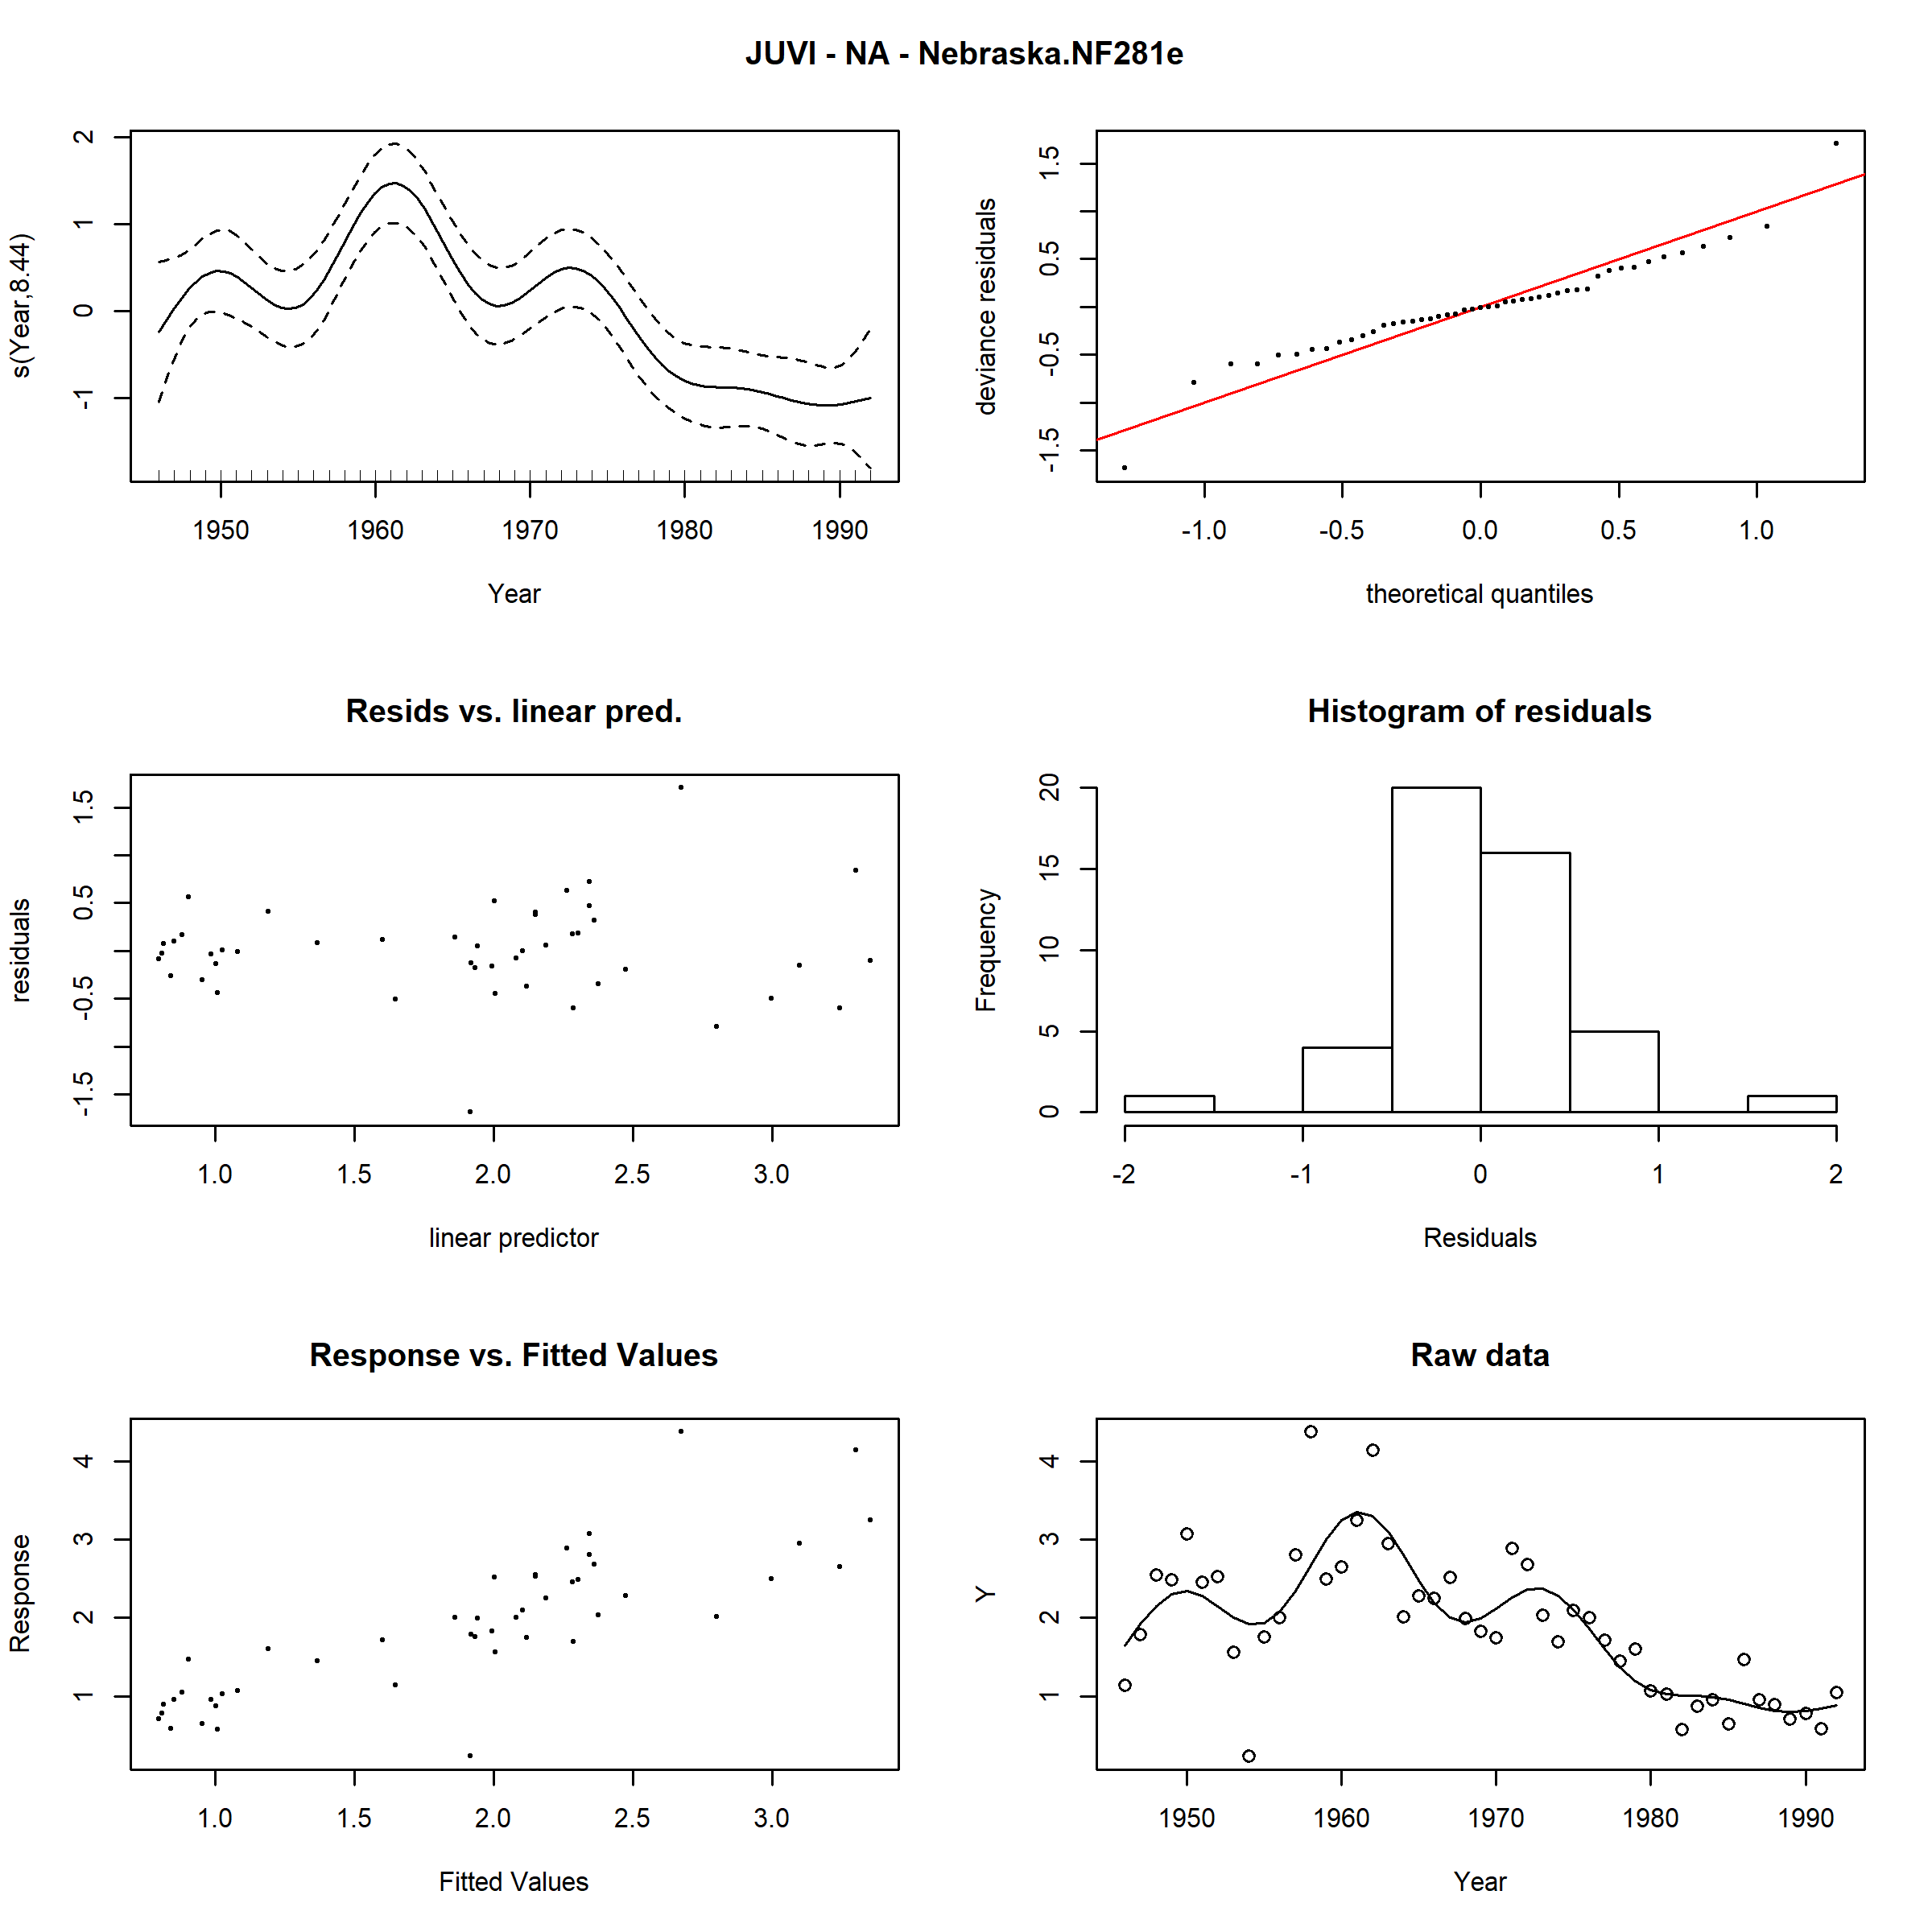 JUVI - NA - Nebraska.NF281e
s(Year,8.44)
2
1
0
-1
1950 1960 1970 1980 1990
Year
deviance residuals
1.5
0.5
-0.5
-1.5
-1.0 -0.5 0.0 0.5 1.0
theoretical quantiles
Resids vs. linear pred.
residuals
1.5
0.5
-0.5
-1.5
1.0 1.5 2.0 2.5 3.0
linear predictor
Histogram of residuals
Frequency
20
15
10
5
0
-2 -1 0 1 2
Residuals
Response vs. Fitted Values
Response
4
3
2
1
1.0 1.5 2.0 2.5 3.0
Fitted Values
Raw data
Y
4
3
2
1
1950 1960 1970 1980 1990
Year